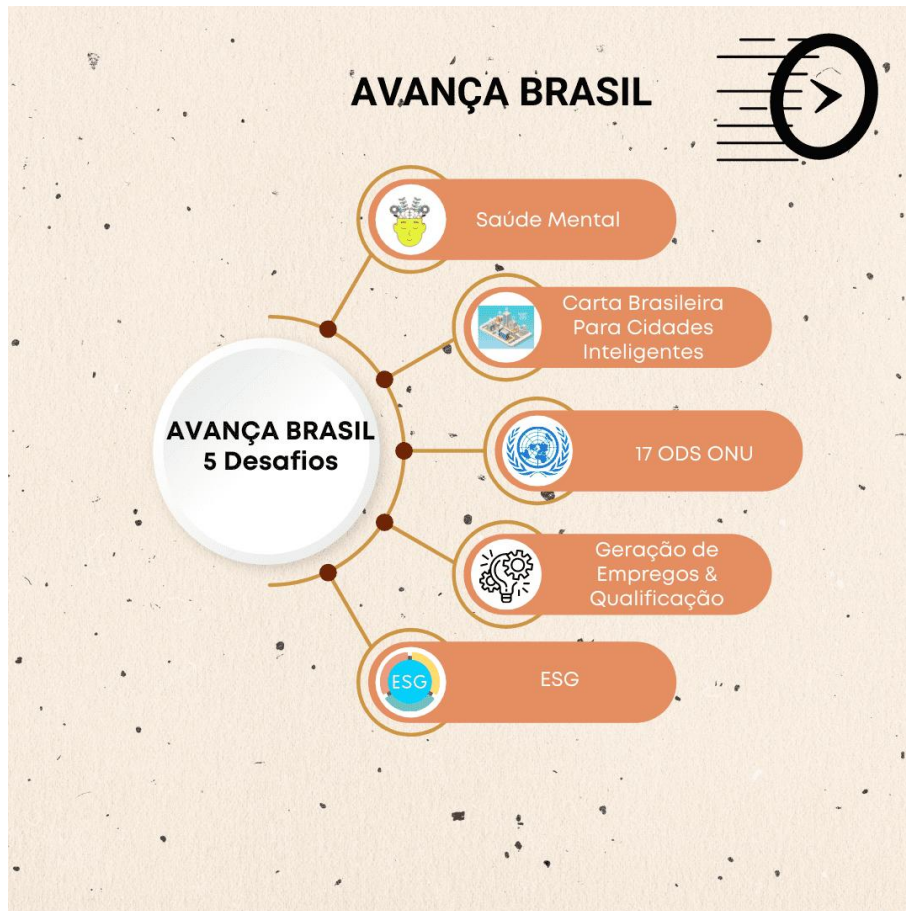 AVANÇA BRASIL
Saúde Mental
Carta Brasileira
Para Cidades
Inteligentes
AVANÇA BRASIL
5 Desafios
17 ODS ONU
Geração de
Empregos &
Qualificação
ESG
ESG